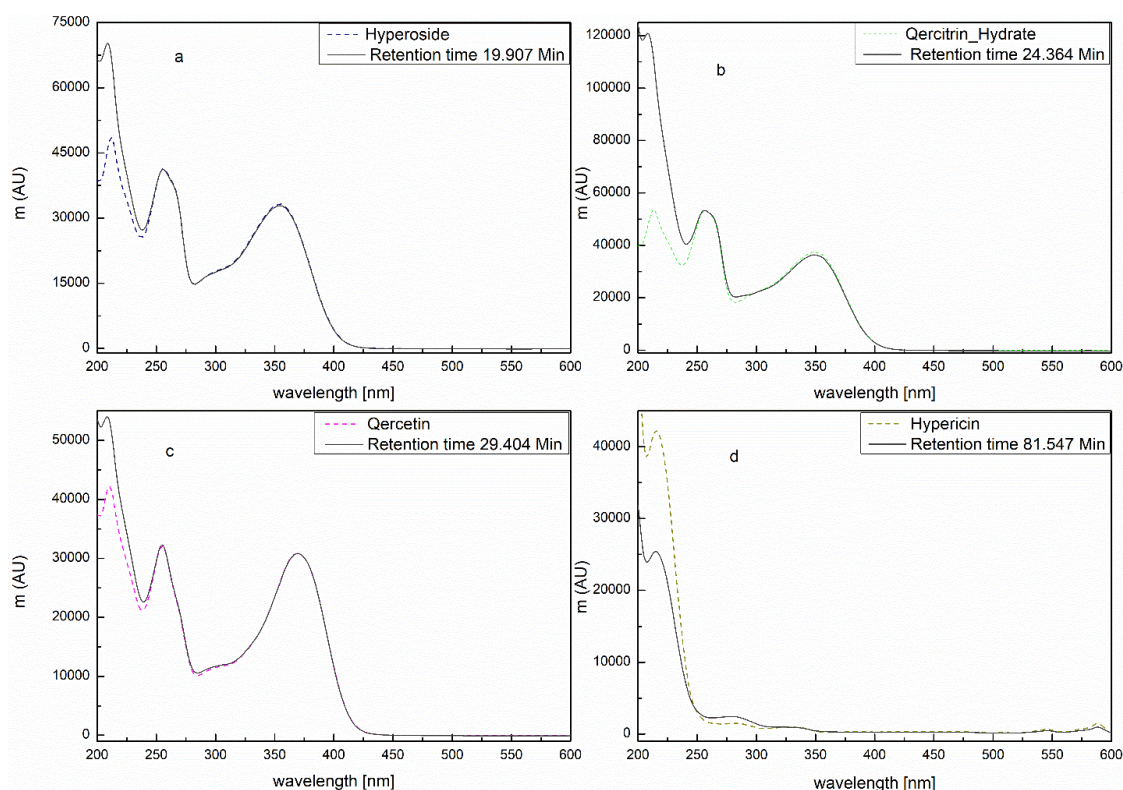 Hyperoside
Retention time 19.907 Min
a
75000
60000
45000
30000
15000
0
m (AU)
200 250 300 350 400 450 500 550 600
wavelength [nm]
Qercitrin_Hydrate
Retention time 24.364 Min
b
120000
100000
80000
60000
40000
20000
0
m (AU)
200 250 300 350 400 450 500 550 600
wavelength [nm]
Qercetin
Retention time 29.404 Min
c
50000
40000
30000
20000
10000
0
m (AU)
200 250 300 350 400 450 500 550 600
wavelength [nm]
Hypericin
Retention time 81.547 Min
d
40000
30000
20000
10000
0
m (AU)
200 250 300 350 400 450 500 550 600
wavelength [nm]